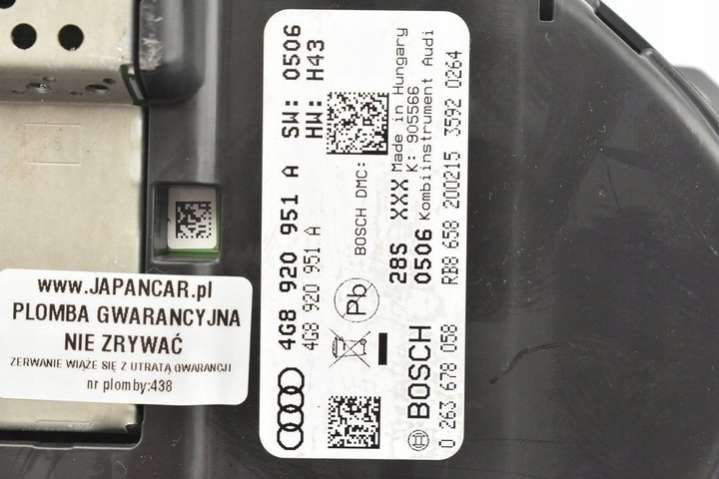 4G8 920 951 A SW: 0506
4G8 920 951 A HW: H43
BOSCH DMC:
Pb
28S XXX Made in Hungary
K: 905566
0506 Kombiinstrument Audi
BOSCH RB8 658 200215 3592 0264
0 263 678 058
www.JAPANCAR.pl
PLOMBA GWARANCYJNA
NIE ZRYWAĆ
ZERWANIE WIĄŻE SIĘ Z UTRATĄ GWARANCJI
nr plomby:438